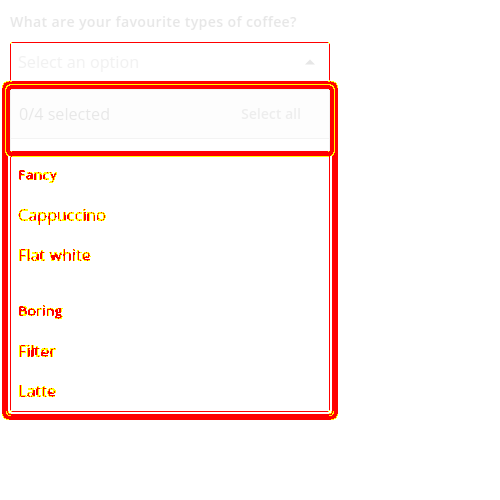 What are your favourite types of coffee?
Select an option
0/4 selected Select all
Fancy
Cappuccino
Flat white
Boring
Filter
Latte